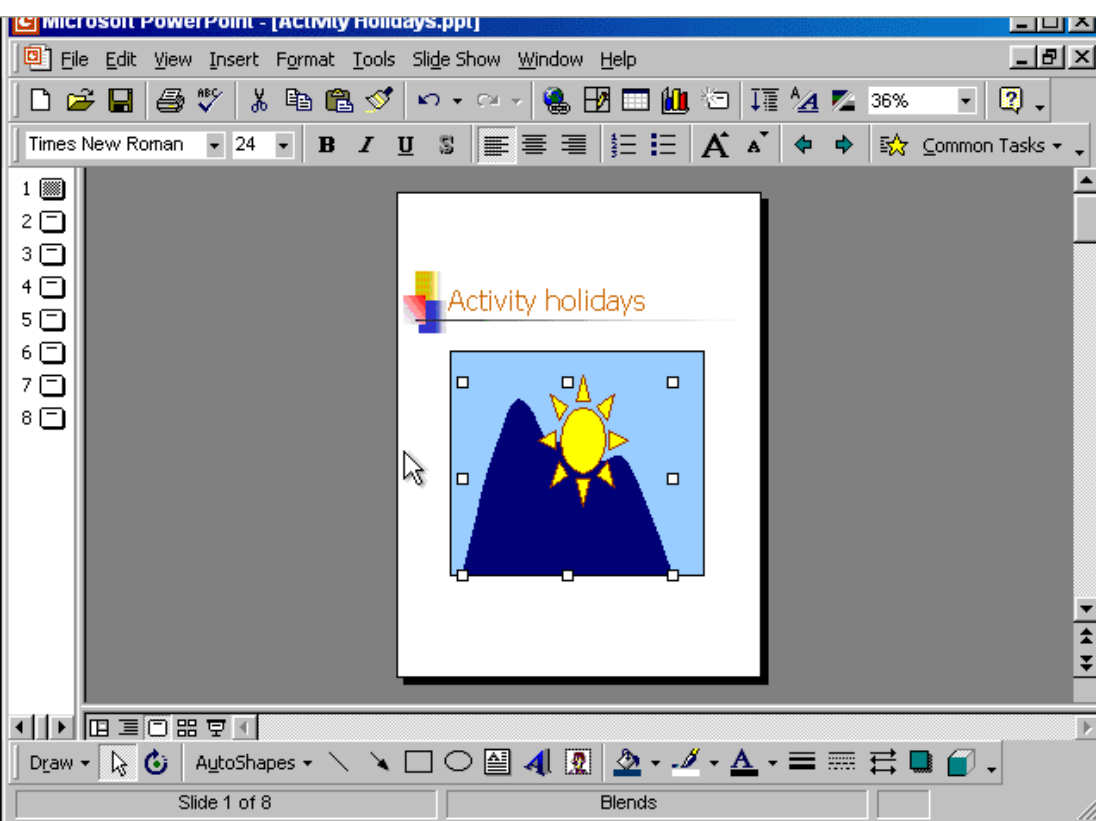 Microsoft PowerPoint - [Activity Holidays.ppt]
File Edit View Insert Format Tools Slide Show Window Help
ABC 36%
Times New Roman 24 B I U S A A Common Tasks
1
2
3
4
5
6
7
8
Activity holidays
Draw AutoShapes A A
Slide 1 of 8 Blends